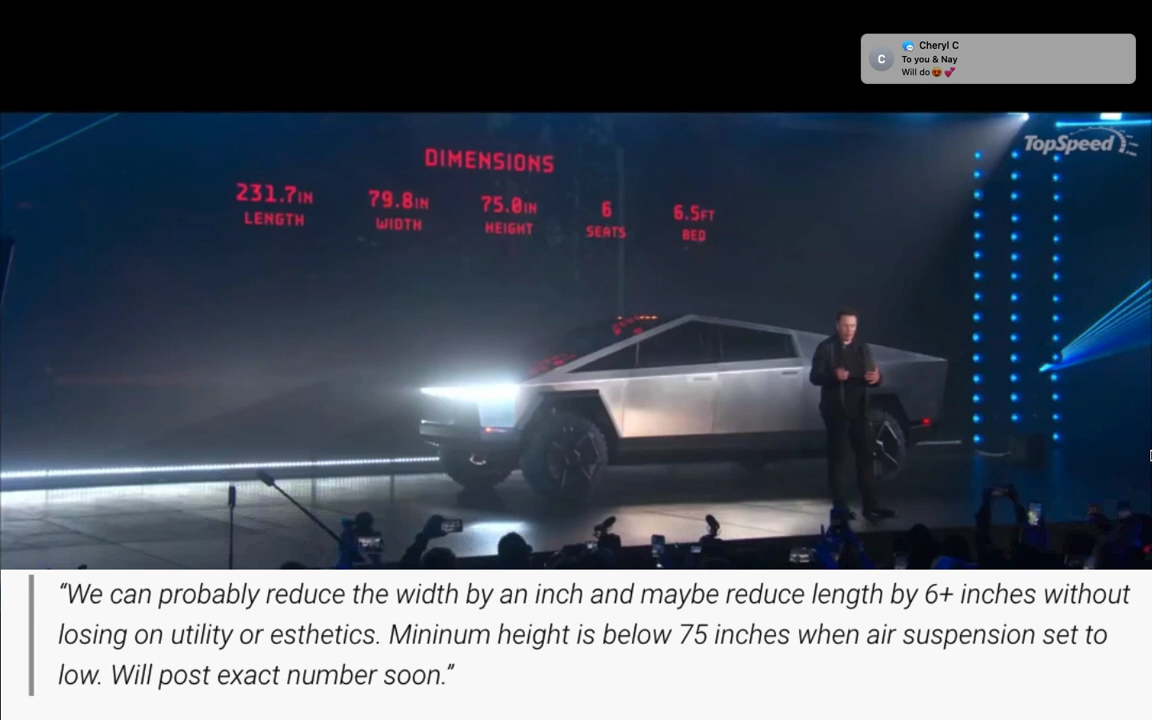 Cheryl C
C
To you & Nay
Will do😍💕
TopSpeed
DIMENSIONS
231.7IN 79.8IN 75.0IN 6 6.5FT
LENGTH WIDTH HEIGHT SEATS BED
“We can probably reduce the width by an inch and maybe reduce length by 6+ inches without
losing on utility or esthetics. Mininum height is below 75 inches when air suspension set to
low. Will post exact number soon.”